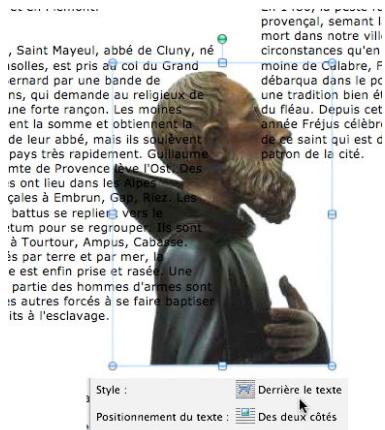 et en Piémont.
, Saint Mayeul, abbé de Cluny, né
asolles, est pris au col du Grand
ernard par une bande de
ns, qui demande au religieux de
une forte rançon. Les moines
ent la somme et obtiennent la
de leur abbé, mais ils soulèvent
pays très rapidement. Guillaume
mte de Provence lève l'Ost. Des
s ont lieu dans les Alpes
çales à Embrun, Gap, Riez. Les
battus se replient vers le
etum pour se regrouper. Ils sont
à Tourtour, Ampus, Cabasse.
és par terre et par mer, la
e est enfin prise et rasée. Une
partie des hommes d'armes sont
s autres forcés à se faire baptiser
its à l'esclavage.
En 1480, la peste
provençal, semant l
mort dans notre vill
circonstances qu'en
moine de Calabre, F
débarqua dans le po
une tradition bien ét
du fléau. Depuis cet
année Fréjus célèbr
de ce saint qui est d
patron de la cité.
Style :
Derrière le texte
Positionnement du texte :
Des deux côtés